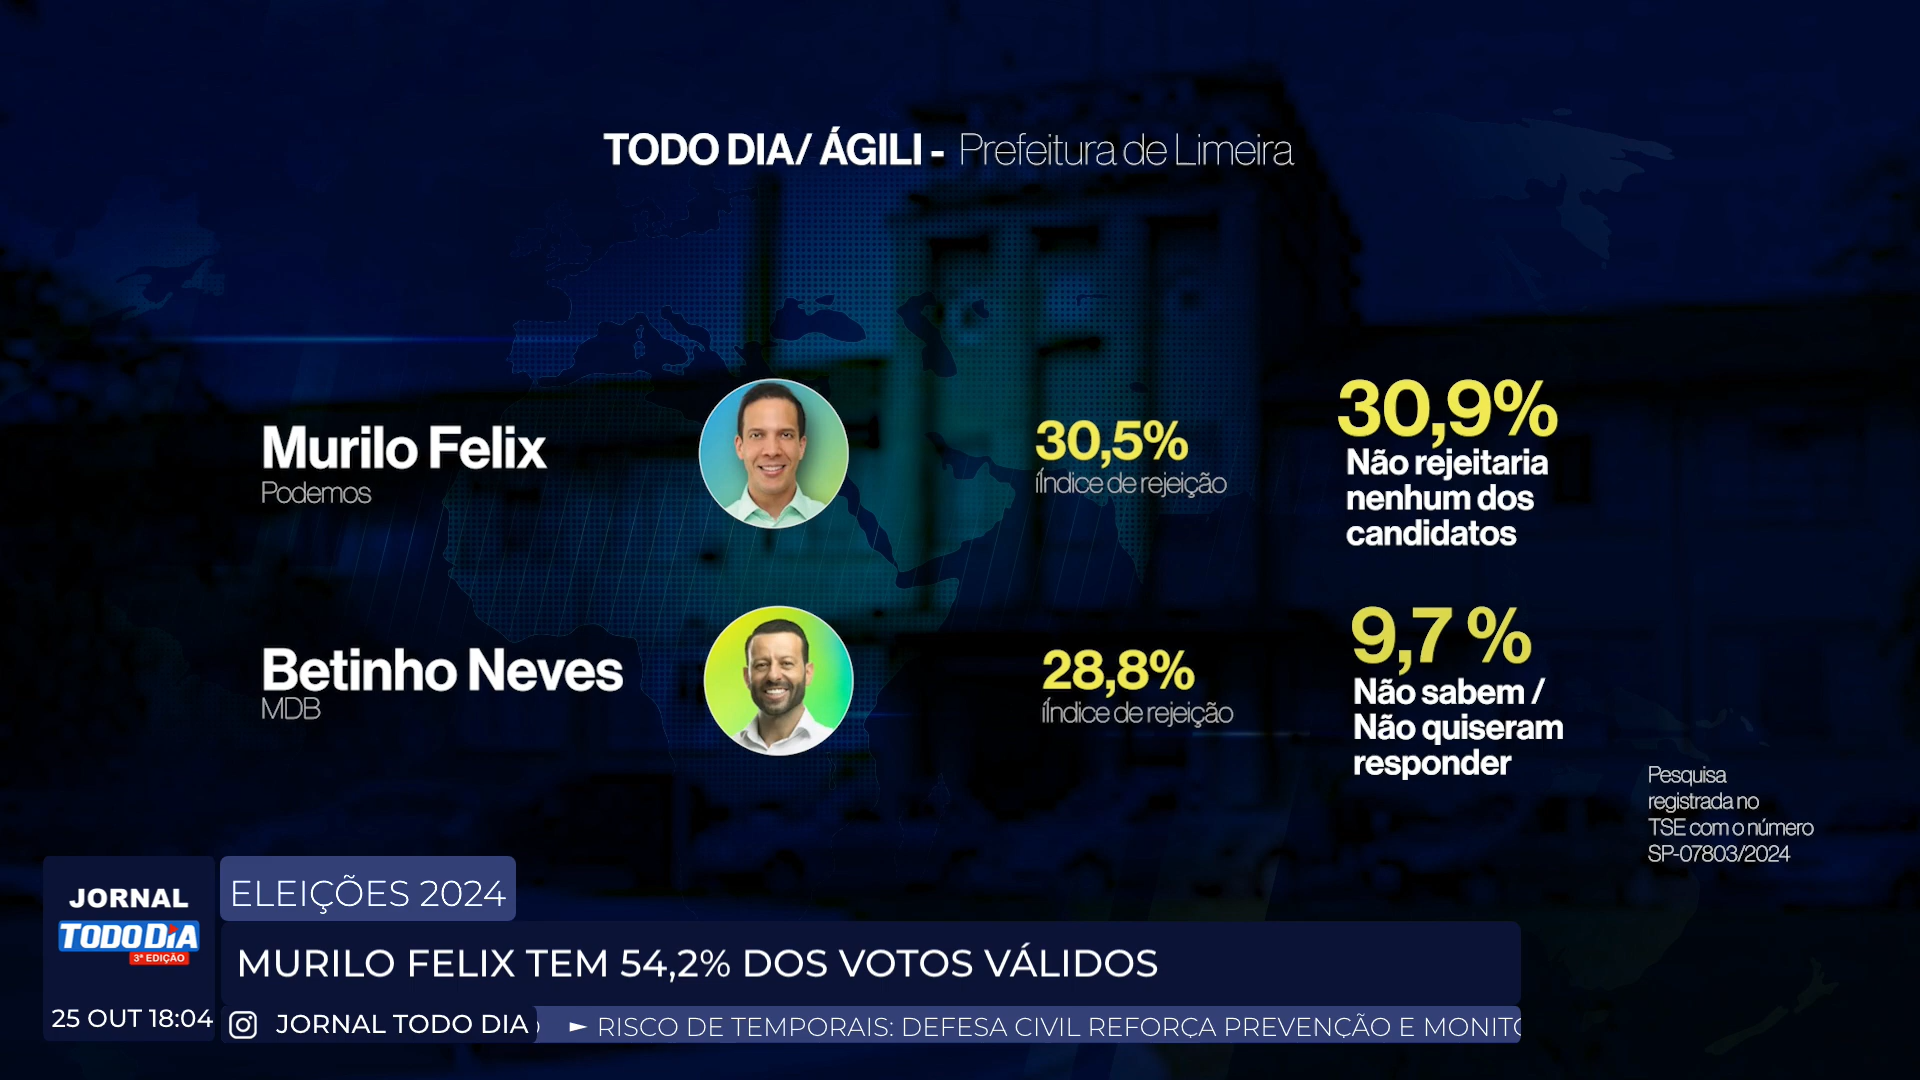 TODO DIA/ ÁGILI - Prefeitura de Limeira
Murilo Felix
Podemos
30,5%
íÍndice de rejeição
30,9%
Não rejeitaria
nenhum dos
candidatos
Betinho Neves
MDB
28,8%
íÍndice de rejeição
9,7 %
Não sabem /
Não quiseram
responder
Pesquisa
registrada no
TSE com o número
SP-07803/2024
JORNAL
TODO DIA
3ª EDIÇÃO
25 OUT 18:04
ELEIÇÕES 2024
MURILO FELIX TEM 54,2% DOS VOTOS VÁLIDOS
JORNAL TODO DIA
► RISCO DE TEMPORAIS: DEFESA CIVIL REFORÇA PREVENÇÃO E MONITO